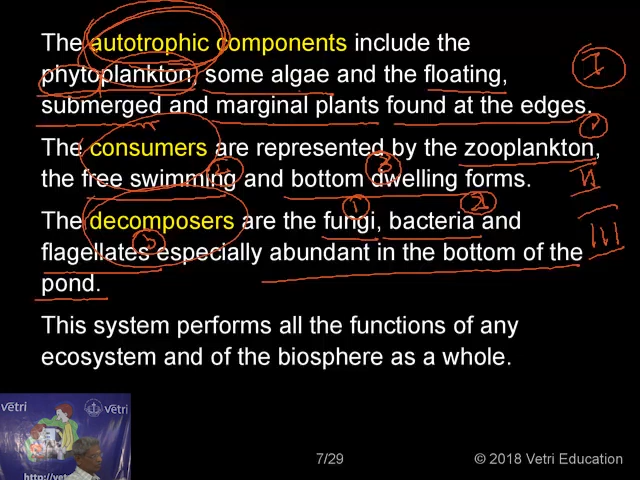 The autotrophic components include the
phytoplankton, some algae and the floating,
submerged and marginal plants found at the edges.
The consumers are represented by the zooplankton,
the free swimming and bottom dwelling forms.
The decomposers are the fungi, bacteria and
flagellates especially abundant in the bottom of the
pond.
This system performs all the functions of any
ecosystem and of the biosphere as a whole.
I
II
III
vetri
vetri
7/29
© 2018 Vetri Education